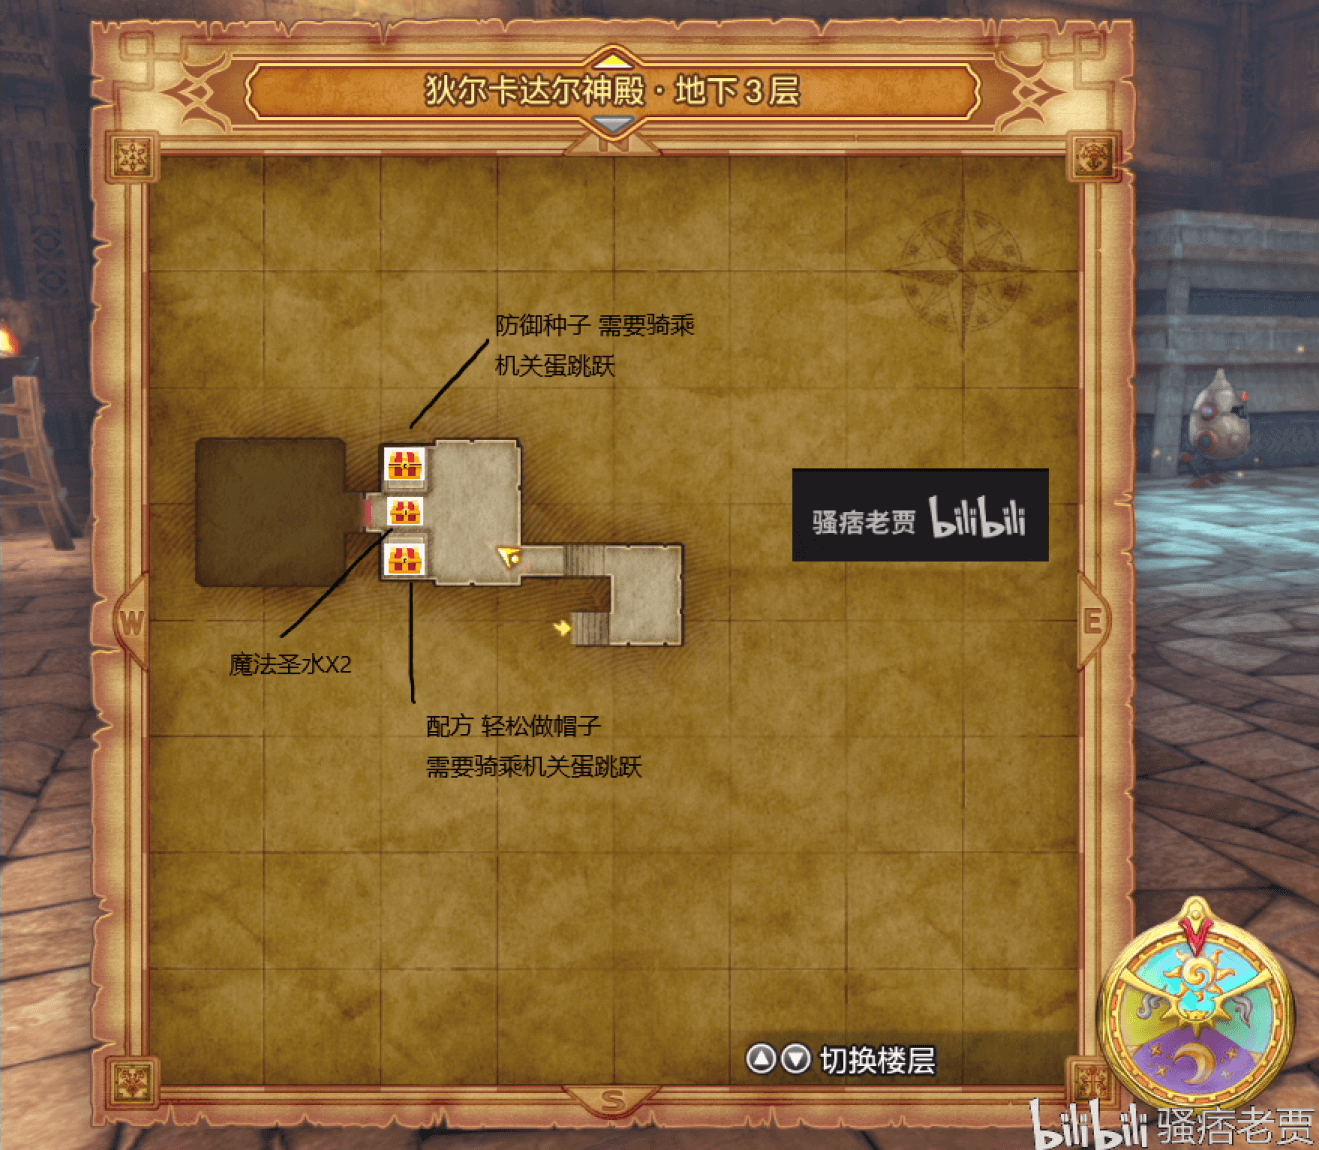 狄尔卡达尔神殿·地下3层
N
防御种子 需要骑乘
机关蛋跳跃
骚痞老贾 bilibili
W
E
魔法圣水X2
配方 轻松做帽子
需要骑乘机关蛋跳跃
切换楼层
S
bilibili 骚痞老贾